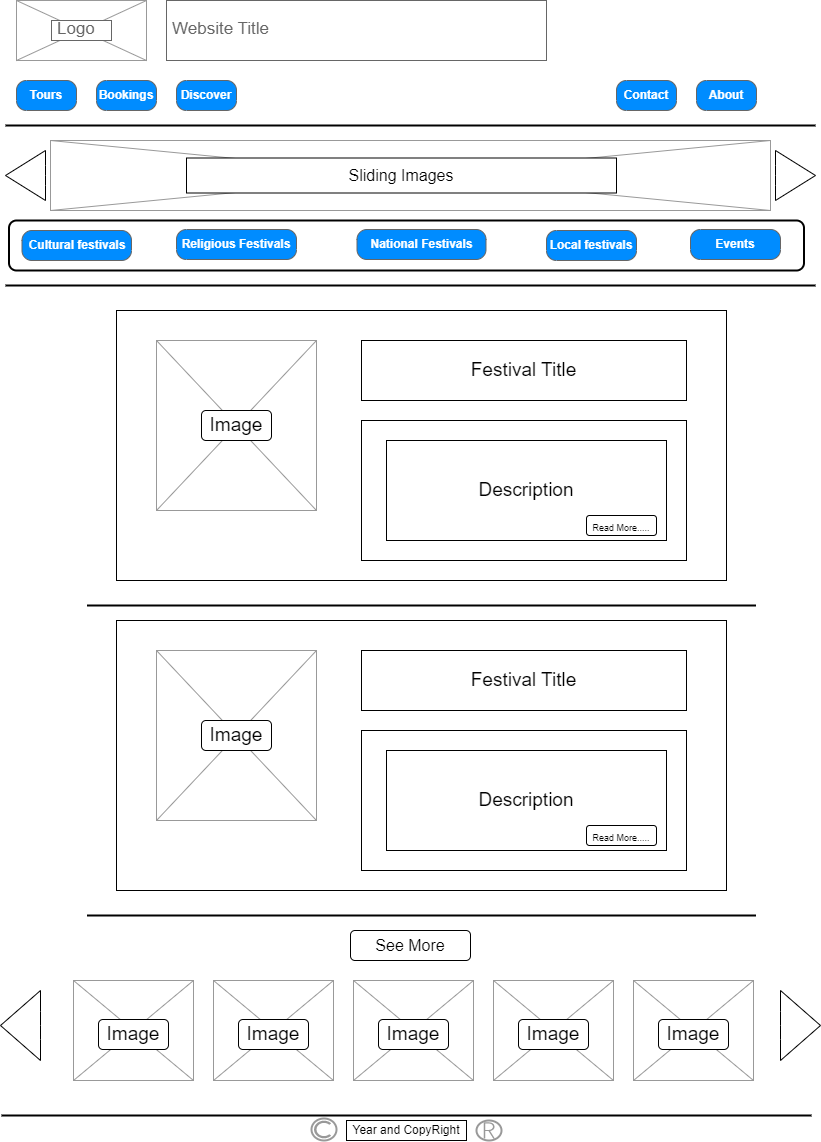 Logo
Website Title
Tours
Bookings
Discover
Contact
About
Sliding Images
Cultural festivals
Religious Festivals
National Festivals
Local festivals
Events
Image
Festival Title
Description
Read More.....
Image
Festival Title
Description
Read More.....
See More
Image
Image
Image
Image
Image
© Year and CopyRight ®